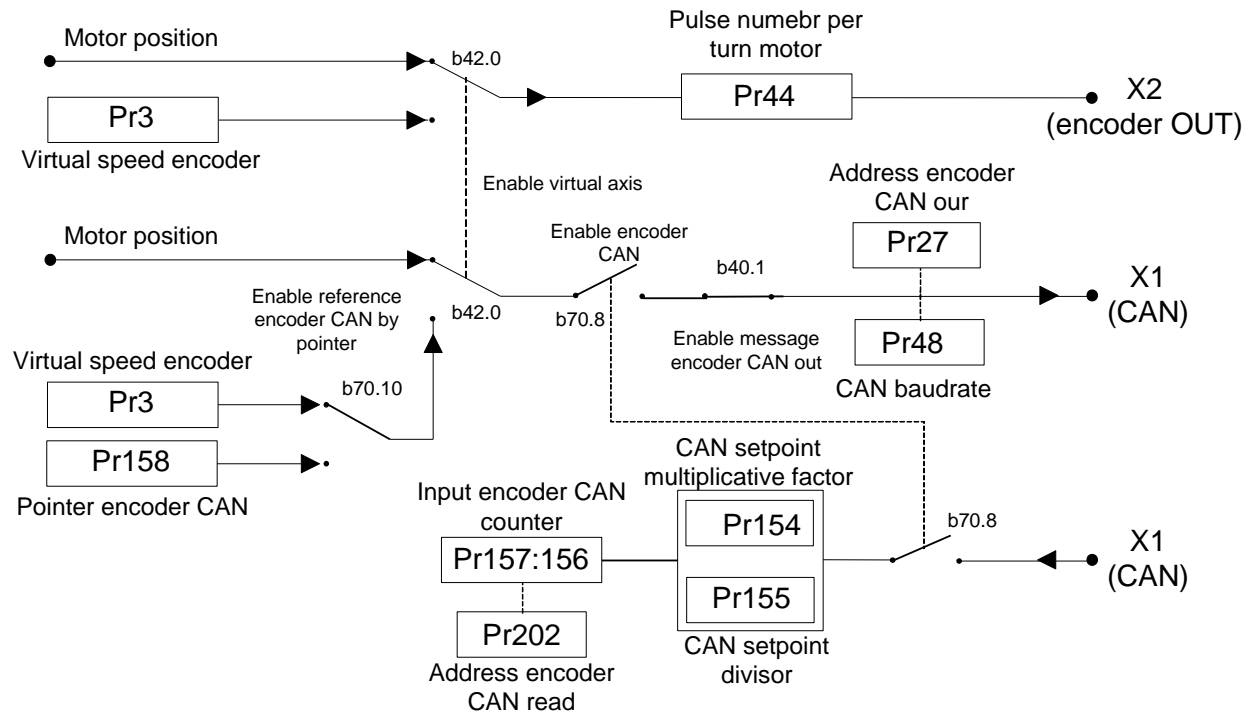 Motor position
b42.0
Pulse numebr per
turn motor
Pr44
X2
(encoder OUT)
Pr3
Virtual speed encoder
Enable virtual axis
Motor position
b42.0
Enable reference
encoder CAN by
pointer
Enable encoder
CAN
b70.8
b40.1
Enable message
encoder CAN out
Address encoder
CAN our
Pr27
Pr48
CAN baudrate
X1
(CAN)
Virtual speed encoder
Pr3
b70.10
Pr158
Pointer encoder CAN
Input encoder CAN
counter
Pr157:156
Pr202
Address encoder
CAN read
CAN setpoint
multiplicative factor
Pr154
Pr155
CAN setpoint
divisor
b70.8
X1
(CAN)